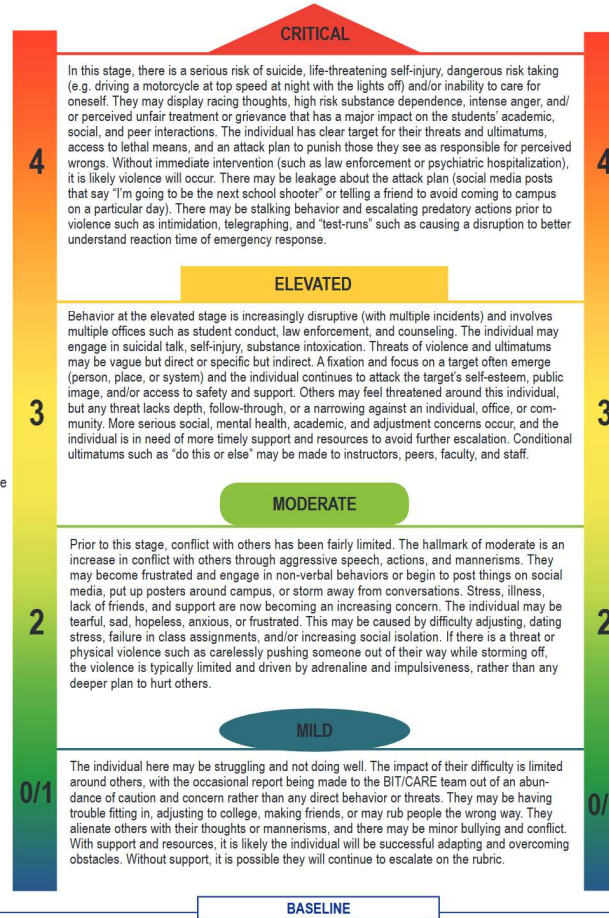 CRITICAL
In this stage, there is a serious risk of suicide, life-threatening self-injury, dangerous risk taking
(e.g. driving a motorcycle at top speed at night with the lights off) and/or inability to care for
oneself. They may display racing thoughts, high risk substance dependence, intense anger, and/
or perceived unfair treatment or grievance that has a major impact on the students' academic,
social, and peer interactions. The individual has clear target for their threats and ultimatums,
access to lethal means, and an attack plan to punish those they see as responsible for perceived
wrongs. Without immediate intervention (such as law enforcement or psychiatric hospitalization),
it is likely violence will occur. There may be leakage about the attack plan (social media posts
that say "I'm going to be the next school shooter" or telling a friend to avoid coming to campus
on a particular day). There may be stalking behavior and escalating predatory actions prior to
violence such as intimidation, telegraphing, and "test-runs" such as causing a disruption to better
understand reaction time of emergency response.
4
4
ELEVATED
Behavior at the elevated stage is increasingly disruptive (with multiple incidents) and involves
multiple offices such as student conduct, law enforcement, and counseling. The individual may
engage in suicidal talk, self-injury, substance intoxication. Threats of violence and ultimatums
may be vague but direct or specific but indirect. A fixation and focus on a target often emerge
(person, place, or system) and the individual continues to attack the target's self-esteem, public
image, and/or access to safety and support. Others may feel threatened around this individual,
but any threat lacks depth, follow-through, or a narrowing against an individual, office, or com-
munity. More serious social, mental health, academic, and adjustment concerns occur, and the
individual is in need of more timely support and resources to avoid further escalation. Conditional
ultimatums such as "do this or else" may be made to instructors, peers, faculty, and staff.
3
3
e
MODERATE
Prior to this stage, conflict with others has been fairly limited. The hallmark of moderate is an
increase in conflict with others through aggressive speech, actions, and mannerisms. They
may become frustrated and engage in non-verbal behaviors or begin to post things on social
media, put up posters around campus, or storm away from conversations. Stress, illness,
lack of friends, and support are now becoming an increasing concern. The individual may be
tearful, sad, hopeless, anxious, or frustrated. This may be caused by difficulty adjusting, dating
stress, failure in class assignments, and/or increasing social isolation. If there is a threat or
physical violence such as carelessly pushing someone out of their way while storming off,
the violence is typically limited and driven by adrenaline and impulsiveness, rather than any
deeper plan to hurt others.
2
2
MILD
The individual here may be struggling and not doing well. The impact of their difficulty is limited
around others, with the occasional report being made to the BIT/CARE team out of an abun-
dance of caution and concern rather than any direct behavior or threats. They may be having
trouble fitting in, adjusting to college, making friends, or may rub people the wrong way. They
alienate others with their thoughts or mannerisms, and there may be minor bullying and conflict.
With support and resources, it is likely the individual will be successful adapting and overcoming
obstacles. Without support, it is possible they will continue to escalate on the rubric.
0/1
0/
BASELINE